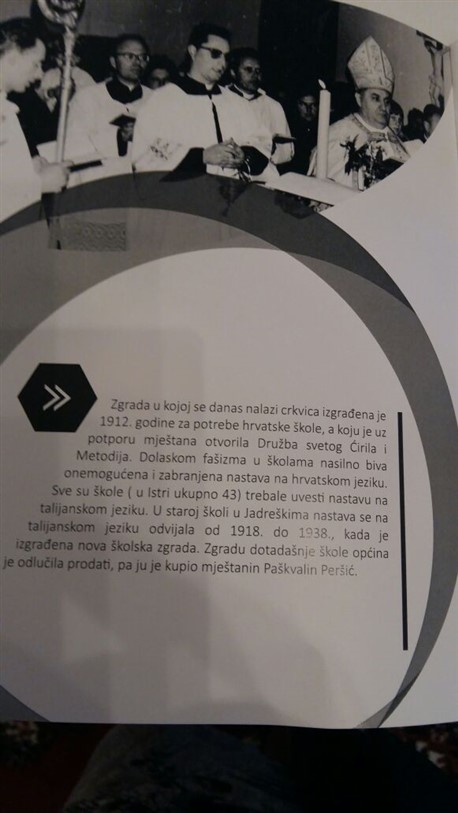 Zgrada u kojoj se danas nalazi crkvica izgrađena je
1912. godine za potrebe hrvatske škole, a koju je uz
potporu mještana otvorila Družba svetog Ćirila i
Metodija. Dolaskom fašizma u školama nasilno biva
onemogućena i zabranjena nastava na hrvatskom jeziku.
Sve su škole ( u Istri ukupno 43) trebale uvesti nastavu na
talijanskom jeziku. U staroj školi u Jadreškima nastava se na
talijanskom jeziku odvijala od 1918. do 1938., kada je
izgrađena nova školska zgrada. Zgradu dotadašnje škole općina
je odlučila prodati, pa ju je kupio mještanin Paškvalin Peršić.